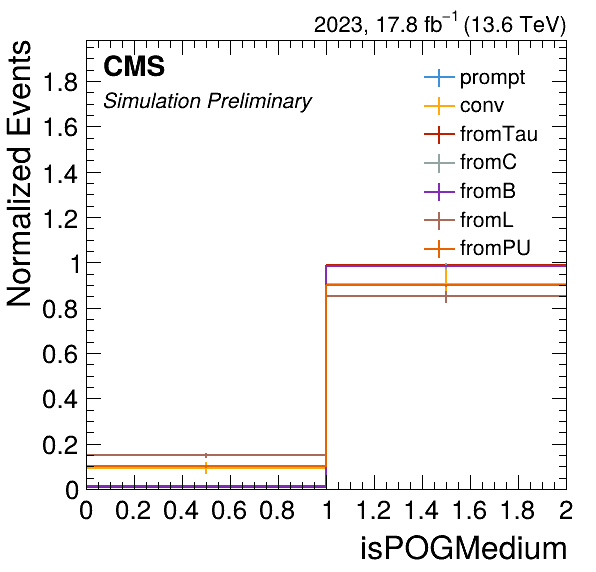 2023, 17.8 fb⁻¹ (13.6 TeV)
CMS
Simulation Preliminary
prompt
conv
fromTau
fromC
fromB
fromL
fromPU
Normalized Events
1.8
1.6
1.4
1.2
1
0.8
0.6
0.4
0.2
0
0 0.2 0.4 0.6 0.8 1 1.2 1.4 1.6 1.8 2
isPOGMedium